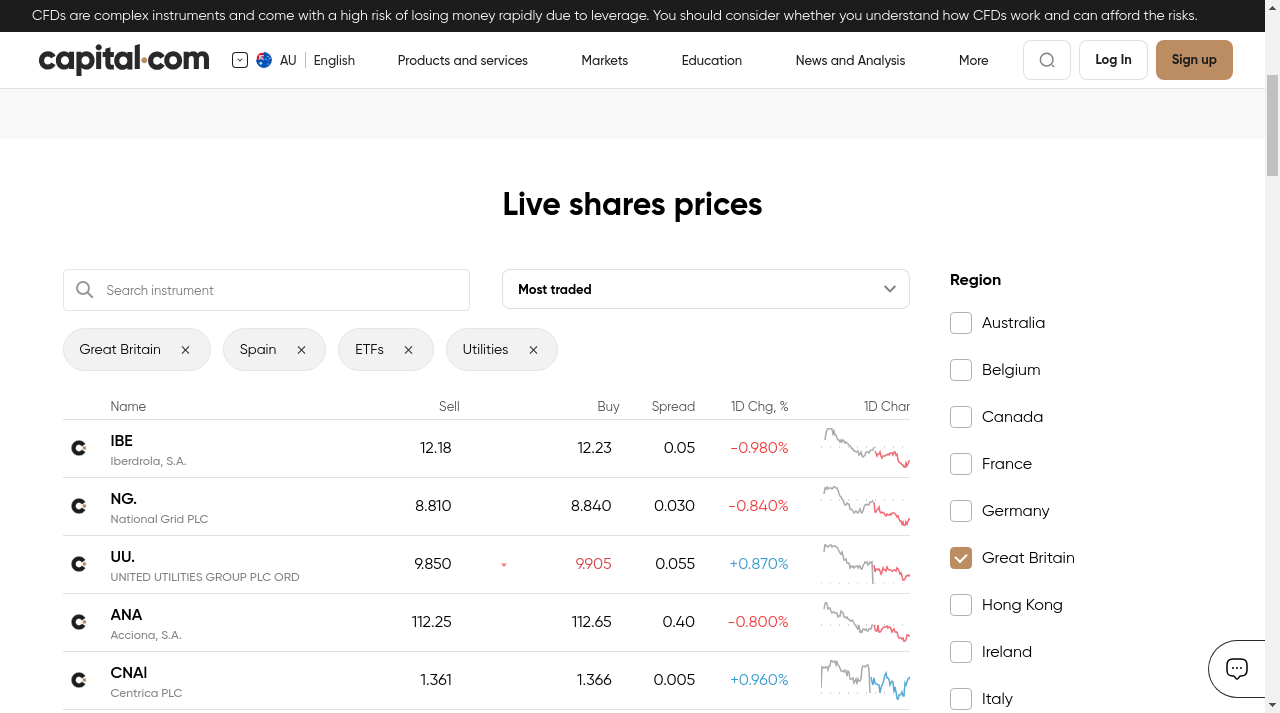 CFDs are complex instruments and come with a high risk of losing money rapidly due to leverage. You should consider whether you understand how CFDs work and can afford the risks.
capital.com AU English Products and services Markets Education News and Analysis More Log In Sign up
Live shares prices
Search instrument
Most traded
Great Britain Spain ETFs Utilities
Name Sell Buy Spread 1D Chg, % 1D Char
IBE 12.18 12.23 0.05 -0.980%
Iberdrola, S.A.
NG. 8.810 8.840 0.030 -0.840%
National Grid PLC
UU. 9.850 9.905 0.055 +0.870%
UNITED UTILITIES GROUP PLC ORD
ANA 112.25 112.65 0.40 -0.800%
Acciona, S.A.
CNAl 1.361 1.366 0.005 +0.960%
Centrica PLC
Region
Australia
Belgium
Canada
France
Germany
Great Britain
Hong Kong
Ireland
Italy